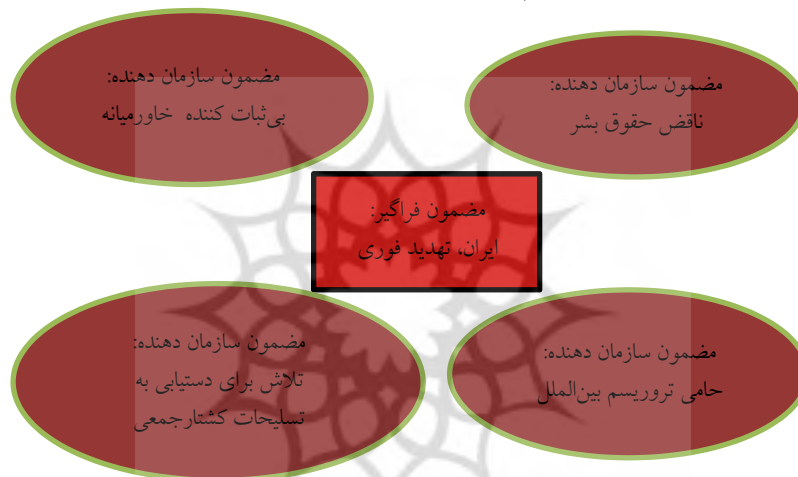 مضمون سازمان دهنده:
ناقض حقوق بشر
مضمون سازمان دهنده:
بی‌ثبات کننده خاورمیانه
مضمون فراگیر:
ایران، تهدید فوری
مضمون سازمان دهنده:
حامی تروریسم بین‌الملل
مضمون سازمان دهنده:
تلاش برای دستیابی به
تسلیحات کشتارجمعی